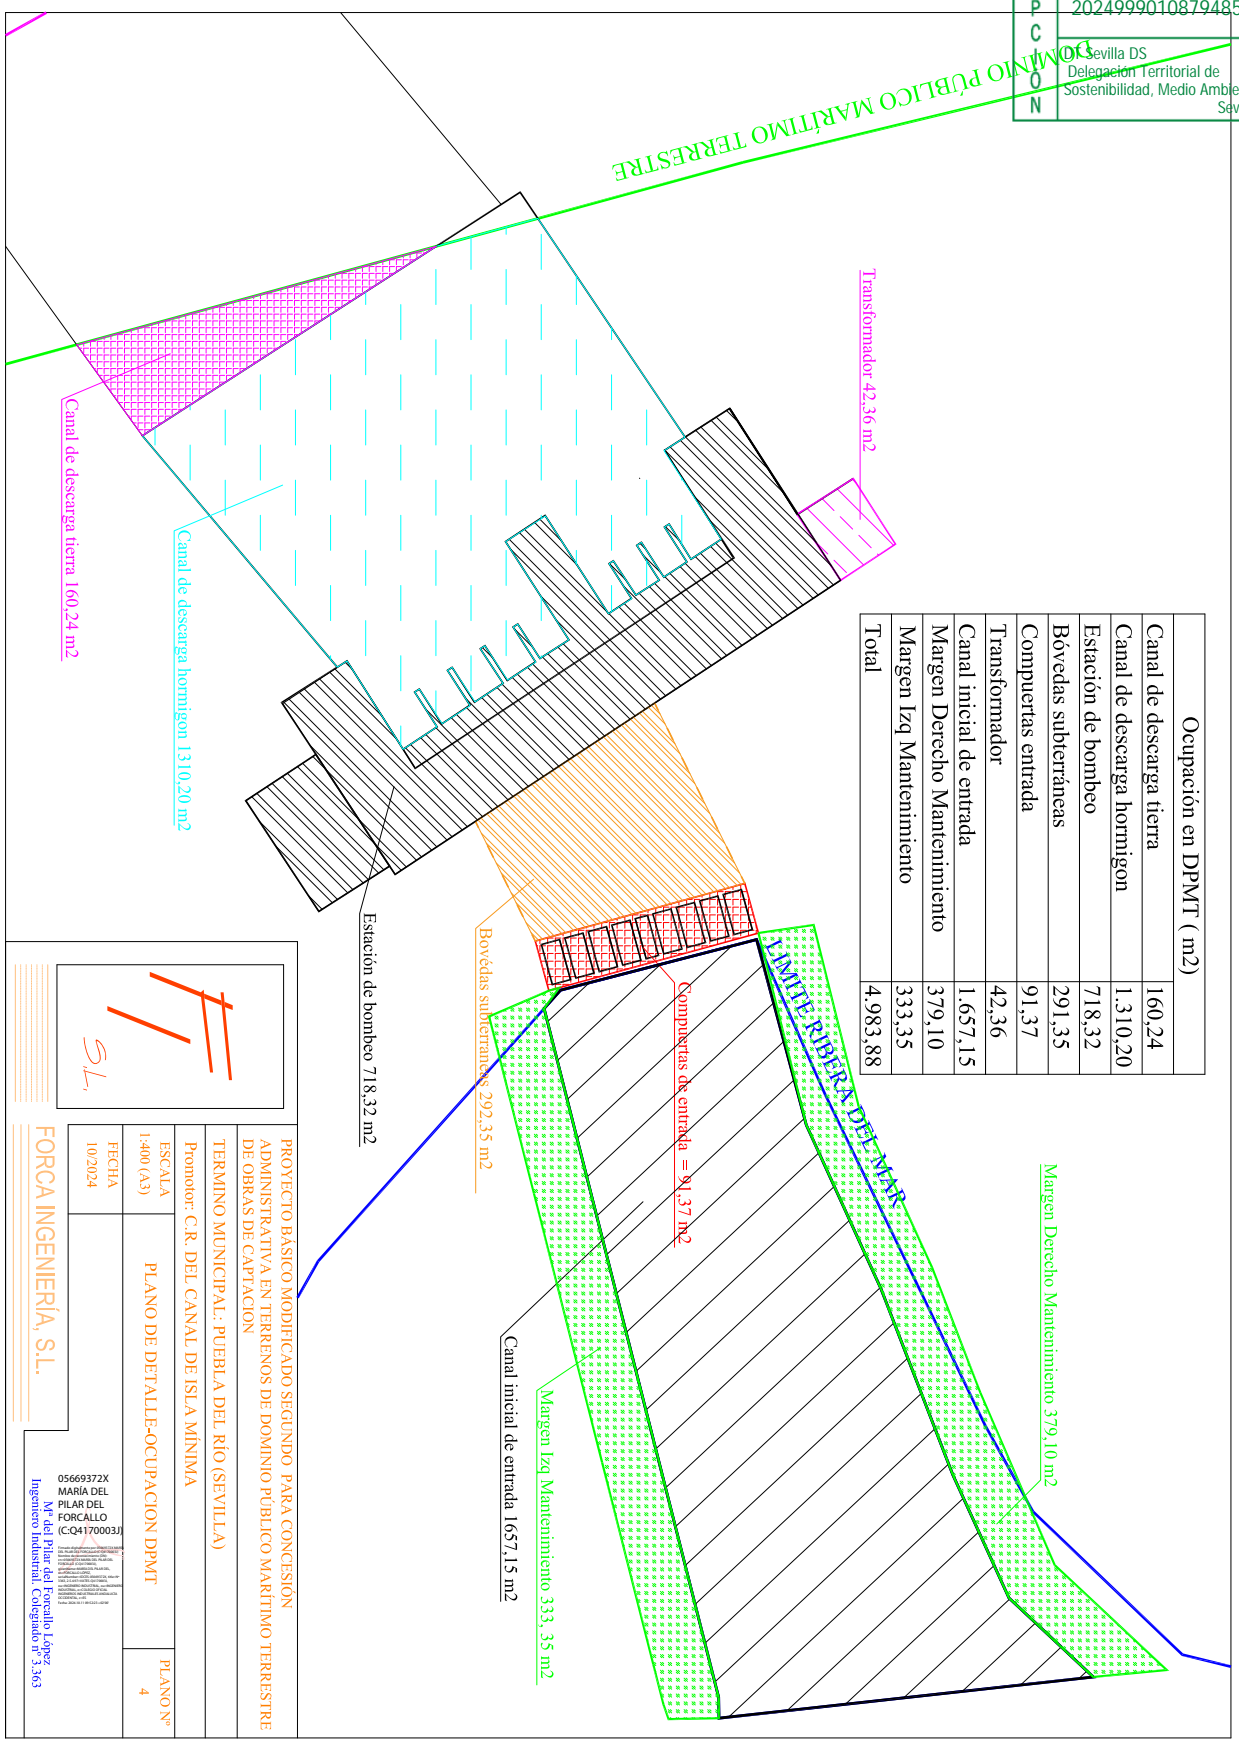 P
C
I
Ó
N
2024999010879485
DT Sevilla DS
Delegación Territorial de
Sostenibilidad, Medio Ambie
Sev
DOMINIO PÚBLICO MARÍTIMO TERRESTRE
Transformador 42,36 m2
Canal de descarga tierra 160,24 m2
Canal de descarga hormigon 1310,20 m2
Estación de bombeo 718,32 m2
Bovédas subterraneas 292,35 m2
Compuertas de entrada = 91,37 m2
LIMITE RIBERA DEL MAR
Margen Derecho Mantenimiento 379,10 m2
Margen Izq Mantenimiento 333, 35 m2
Canal inicial de entrada 1657,15 m2
Ocupación en DPMT ( m2)
Canal de descarga tierra 160,24
Canal de descarga hormigon 1.310,20
Estación de bombeo 718,32
Bóvedas subterráneas 291,35
Compuertas entrada 91,37
Transformador 42,36
Canal inicial de entrada 1.657,15
Margen Derecho Mantenimiento 379,10
Margen Izq Mantenimiento 333,35
Total 4.983,88
S.L.
FORCA INGENIERÍA, S.L.
PROYECTO BÁSICO MODIFICADO SEGUNDO PARA CONCESIÓN
ADMINISTRATIVA EN TERRENOS DE DOMINIO PÚBLICO MARÍTIMO TERRESTRE
DE OBRAS DE CAPTACION
TERMINO MUNICIPAL: PUEBLA DEL RÍO (SEVILLA)
Promotor: C.R. DEL CANAL DE ISLA MÍNIMA
ESCALA
1:400 (A3)
FECHA
10/2024
PLANO DE DETALLE-OCUPACION DPMT
PLANO Nº
4
05669372X
MARÍA DEL
PILAR DEL
FORCALLO
(C:Q4170003J)
Mª del Pilar del Forcallo López
Ingeniero Industrial. Colegiado nº 3.363